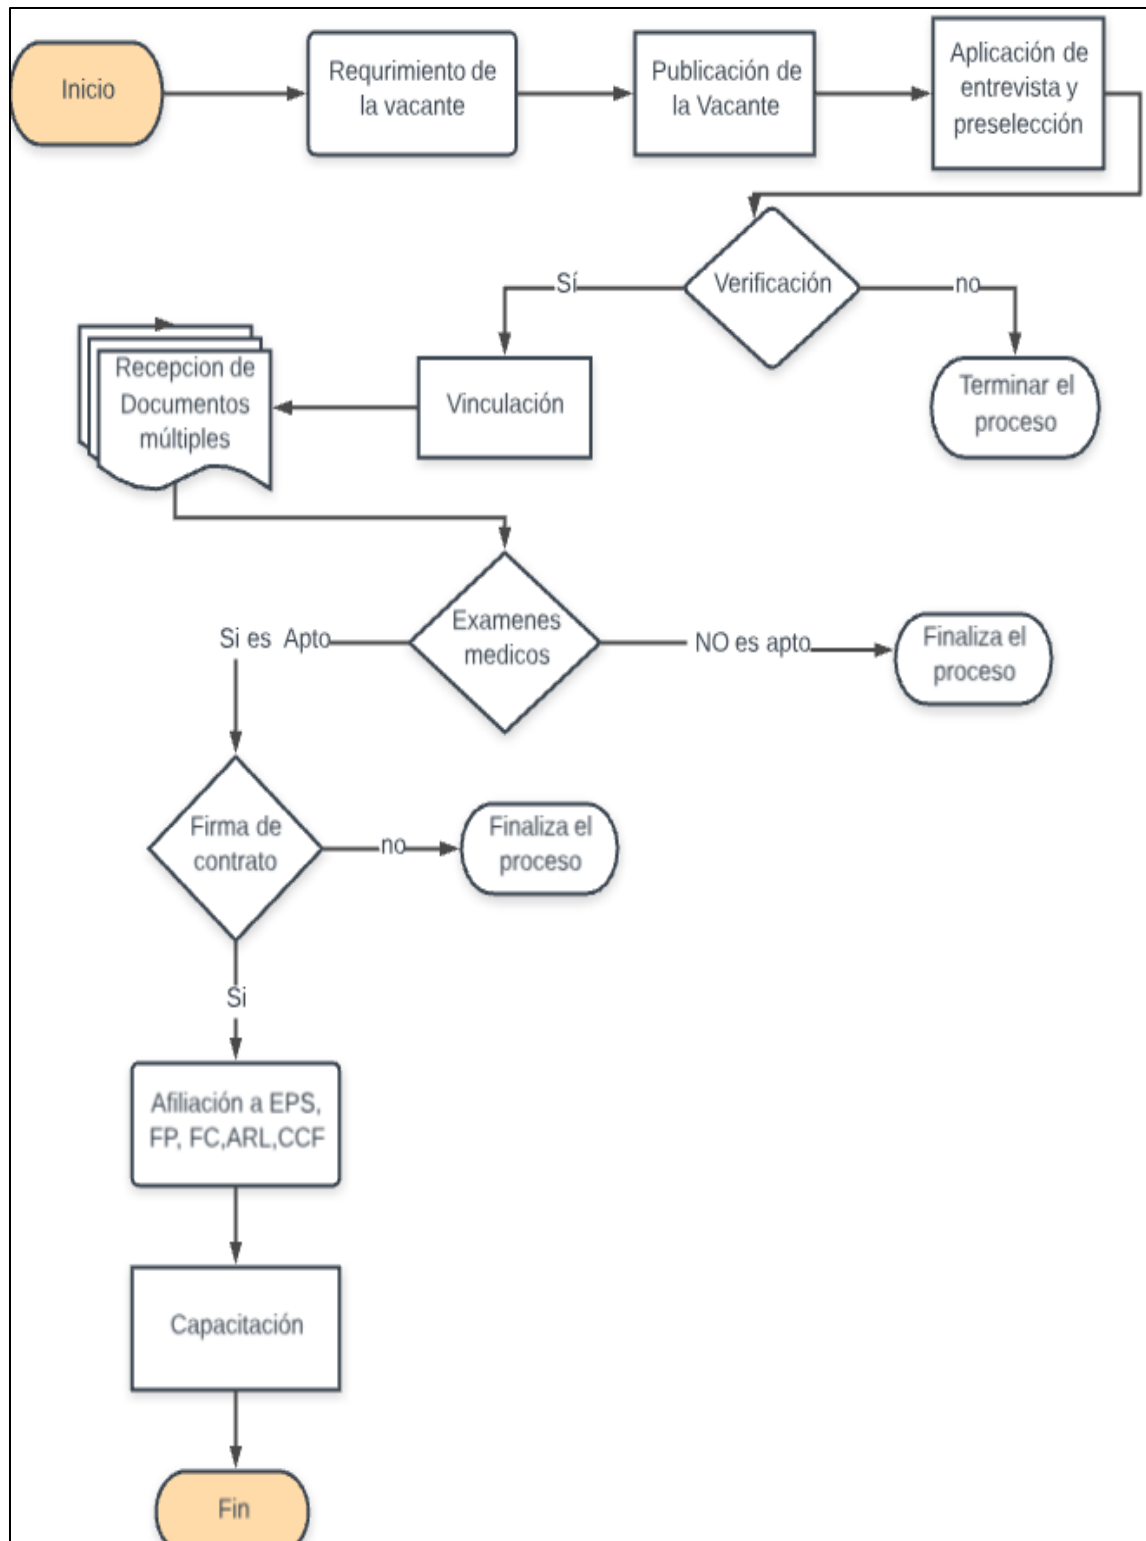 Inicio
Requrimiento de
la vacante
Publicación de
la Vacante
Aplicación de
entrevista y
preselección
Verificación
Sí
no
Terminar el
proceso
Vinculación
Recepcion de
Documentos
múltiples
Examenes
medicos
Si es  Apto
NO es apto
Finaliza el
proceso
Firma de
contrato
no
Finaliza el
proceso
Si
Afiliación a EPS,
FP, FC,ARL,CCF
Capacitación
Fin